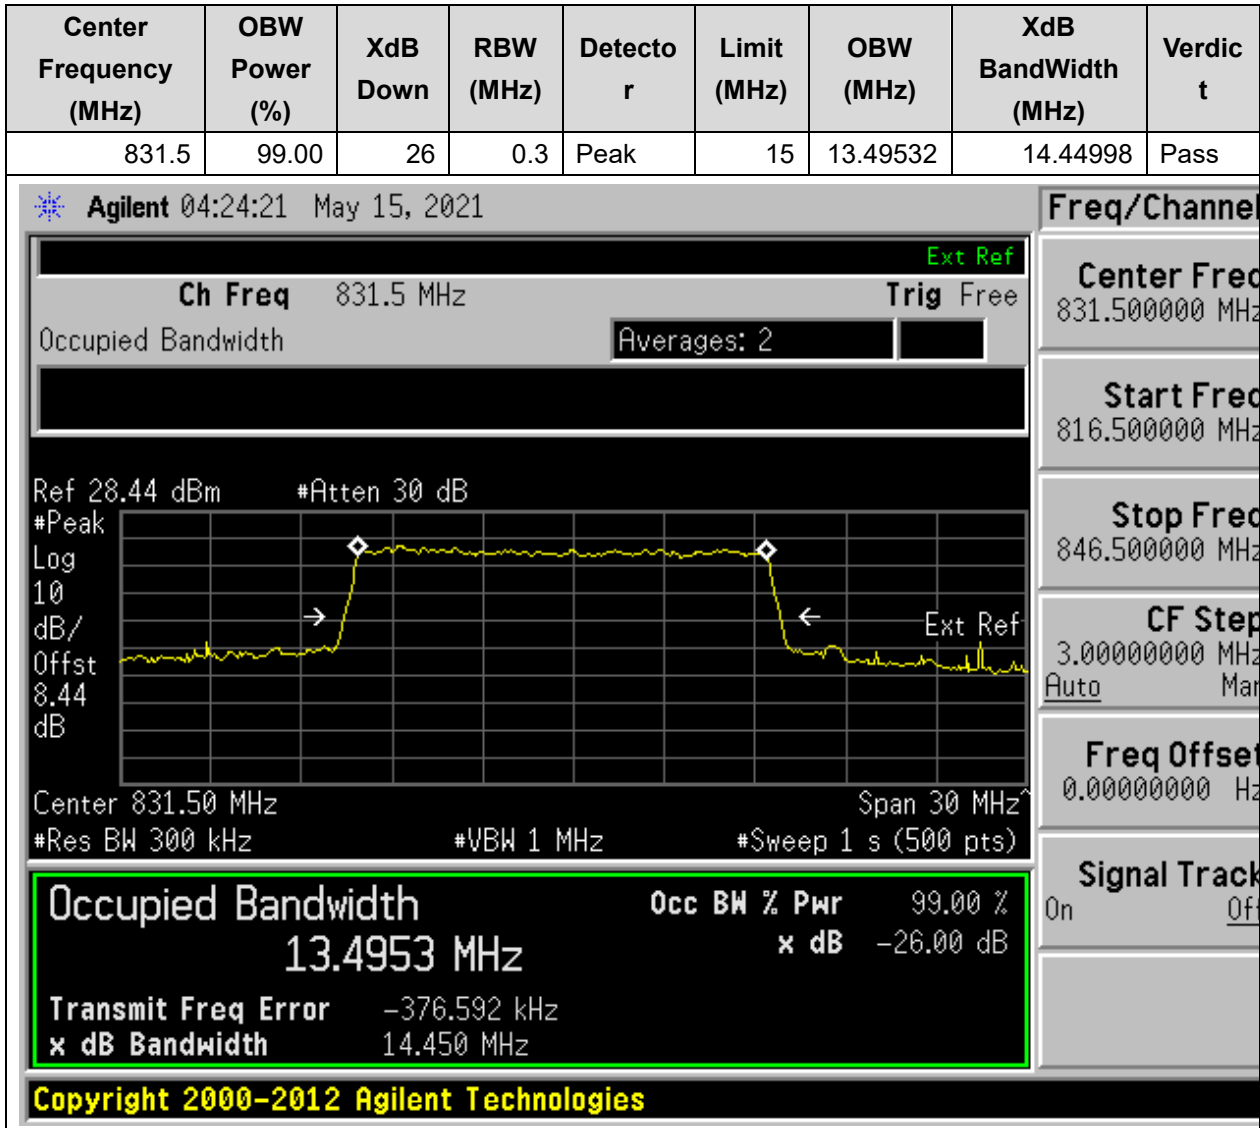 Center Frequency (MHz) OBW Power (%) XdB Down RBW (MHz) Detecto r Limit (MHz) OBW (MHz) XdB BandWidth (MHz) Verdic t
831.5 99.00 26 0.3 Peak 15 13.49532 14.44998 Pass
Agilent 04:24:21 May 15, 2021
Freq/Channel
Ext Ref
Ch Freq 831.5 MHz Trig Free
Occupied Bandwidth Averages: 2
Center Freq
831.500000 MHz
Start Freq
816.500000 MHz
Stop Freq
846.500000 MHz
CF Step
3.00000000 MHz
Auto Man
Freq Offset
0.00000000 Hz
Signal Track
On Off
Ref 28.44 dBm #Atten 30 dB
#Peak
Log
10
dB/
Offst
8.44
dB
Ext Ref
Center 831.50 MHz Span 30 MHz^
#Res BW 300 kHz #VBW 1 MHz #Sweep 1 s (500 pts)
Occupied Bandwidth Occ BW % Pwr 99.00 %
13.4953 MHz x dB -26.00 dB
Transmit Freq Error -376.592 kHz
x dB Bandwidth 14.450 MHz
Copyright 2000-2012 Agilent Technologies